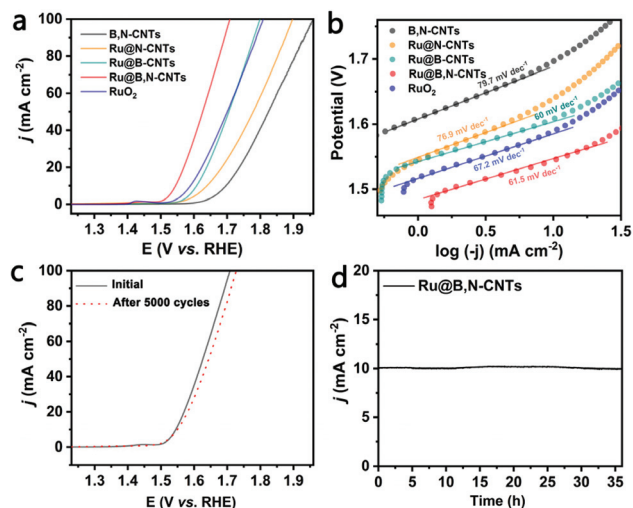 a
j (mA cm⁻²)
100
80
60
40
20
0
B,N-CNTs
Ru@N-CNTs
Ru@B-CNTs
Ru@B,N-CNTs
RuO₂
1.3 1.4 1.5 1.6 1.7 1.8 1.9
E (V vs. RHE)
b
Potential (V)
1.7
1.6
1.5
B,N-CNTs
Ru@N-CNTs
Ru@B-CNTs
Ru@B,N-CNTs
RuO₂
79.7 mV dec⁻¹
76.9 mV dec⁻¹
60 mV dec⁻¹
67.2 mV dec⁻¹
61.5 mV dec⁻¹
0.0 0.5 1.0 1.5
log (-j) (mA cm⁻²)
c
j (mA cm⁻²)
100
80
60
40
20
0
Initial
After 5000 cycles
1.3 1.4 1.5 1.6 1.7 1.8 1.9
E (V vs. RHE)
d
j (mA cm⁻²)
20
15
10
5
0
Ru@B,N-CNTs
0 5 10 15 20 25 30 35
Time (h)